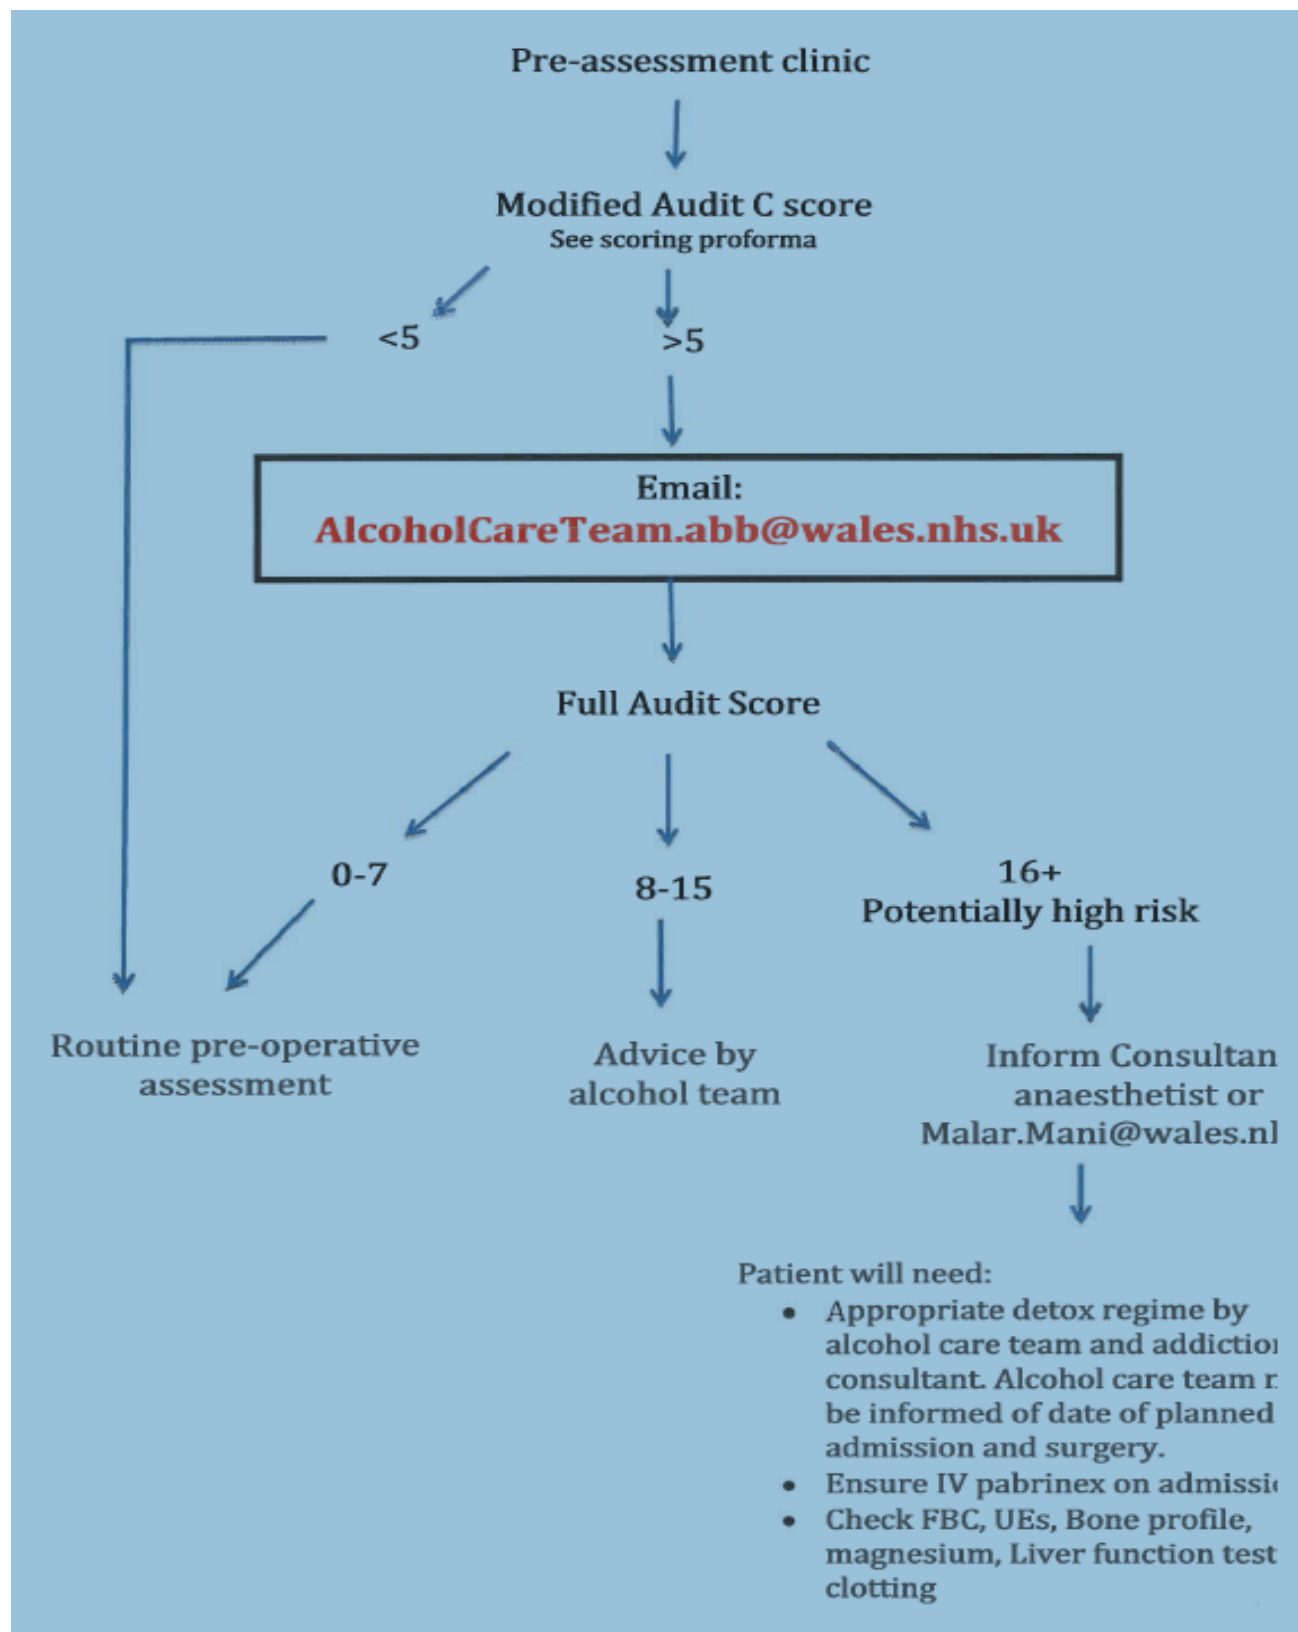 Pre-assessment clinic
Modified Audit C score
See scoring proforma
<5
>5
Email:
AlcoholCareTeam.abb@wales.nhs.uk
Full Audit Score
0-7
8-15
16+
Potentially high risk
Routine pre-operative
assessment
Advice by
alcohol team
Inform Consultan
anaesthetist or
Malar.Mani@wales.nl
Patient will need:
• Appropriate detox regime by
alcohol care team and addiction
consultant. Alcohol care team
be informed of date of planned
admission and surgery.
• Ensure IV pabrinex on admissi
• Check FBC, UEs, Bone profile,
magnesium, Liver function test
clotting